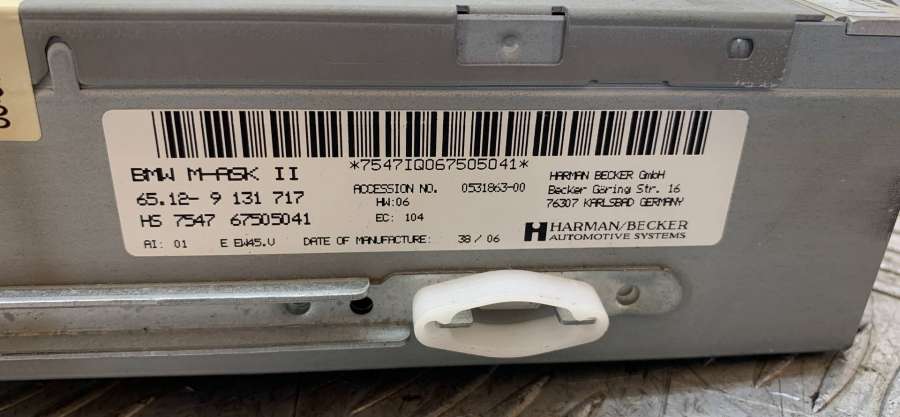 *7547IQ067505041*
BMW M-ASK II
65.12- 9 131 717
HS 7547 67505041
AI: 01 E EW45.V DATE OF MANUFACTURE: 38 / 06
ACCESSION NO. 0531863-00
HW:06
EC: 104
HARMAN BECKER GmbH
Becker Göring Str. 16
76307 KARLSBAD GERMANY
HARMAN/BECKER
AUTOMOTIVE SYSTEMS